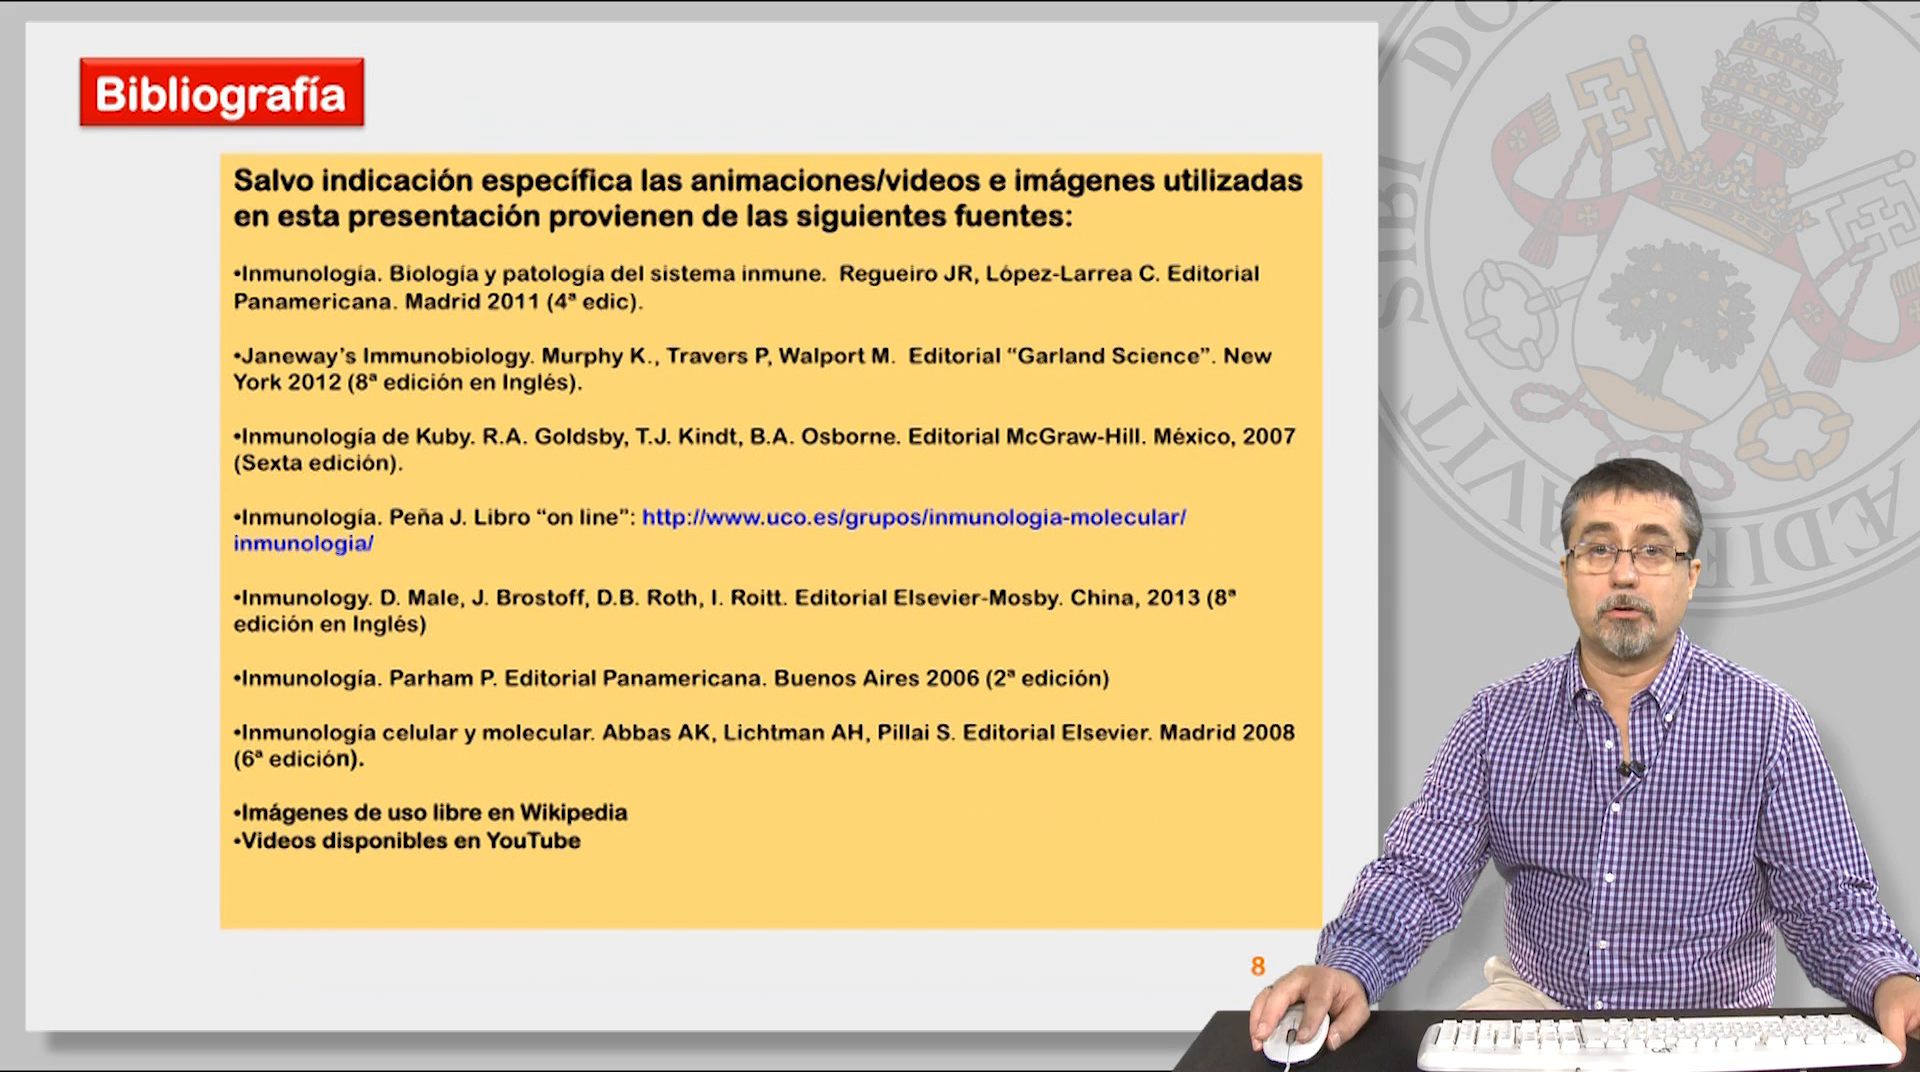 Bibliografía
Salvo indicación específica las animaciones/videos e imágenes utilizadas
en esta presentación provienen de las siguientes fuentes:
•Inmunología. Biología y patología del sistema inmune. Regueiro JR, López-Larrea C. Editorial
Panamericana. Madrid 2011 (4ª edic).
•Janeway’s Immunobiology. Murphy K., Travers P, Walport M. Editorial “Garland Science”. New
York 2012 (8ª edición en Inglés).
•Inmunología de Kuby. R.A. Goldsby, T.J. Kindt, B.A. Osborne. Editorial McGraw-Hill. México, 2007
(Sexta edición).
•Inmunología. Peña J. Libro “on line”: http://www.uco.es/grupos/inmunologia-molecular/
inmunologia/
•Inmunology. D. Male, J. Brostoff, D.B. Roth, I. Roitt. Editorial Elsevier-Mosby. China, 2013 (8ª
edición en Inglés)
•Inmunología. Parham P. Editorial Panamericana. Buenos Aires 2006 (2ª edición)
•Inmunología celular y molecular. Abbas AK, Lichtman AH, Pillai S. Editorial Elsevier. Madrid 2008
(6ª edición).
•Imágenes de uso libre en Wikipedia
•Videos disponibles en YouTube
8
SIBI